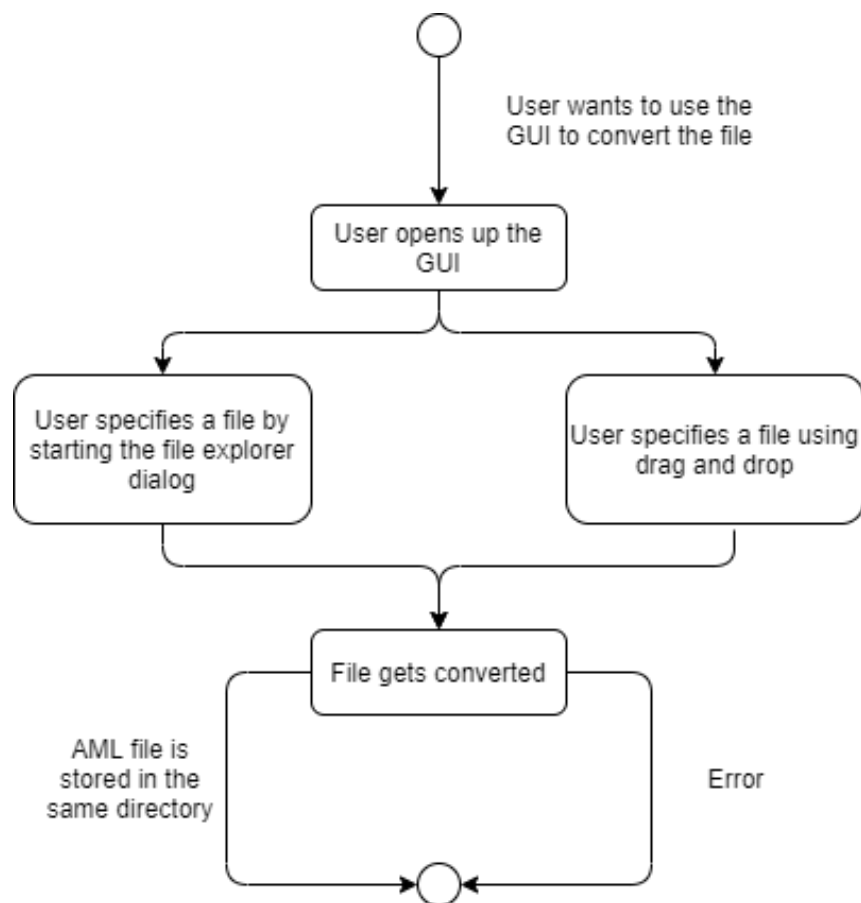 User wants to use the
GUI to convert the file
User opens up the
GUI
User specifies a file by
starting the file explorer
dialog
User specifies a file using
drag and drop
File gets converted
AML file is
stored in the
same directory
Error